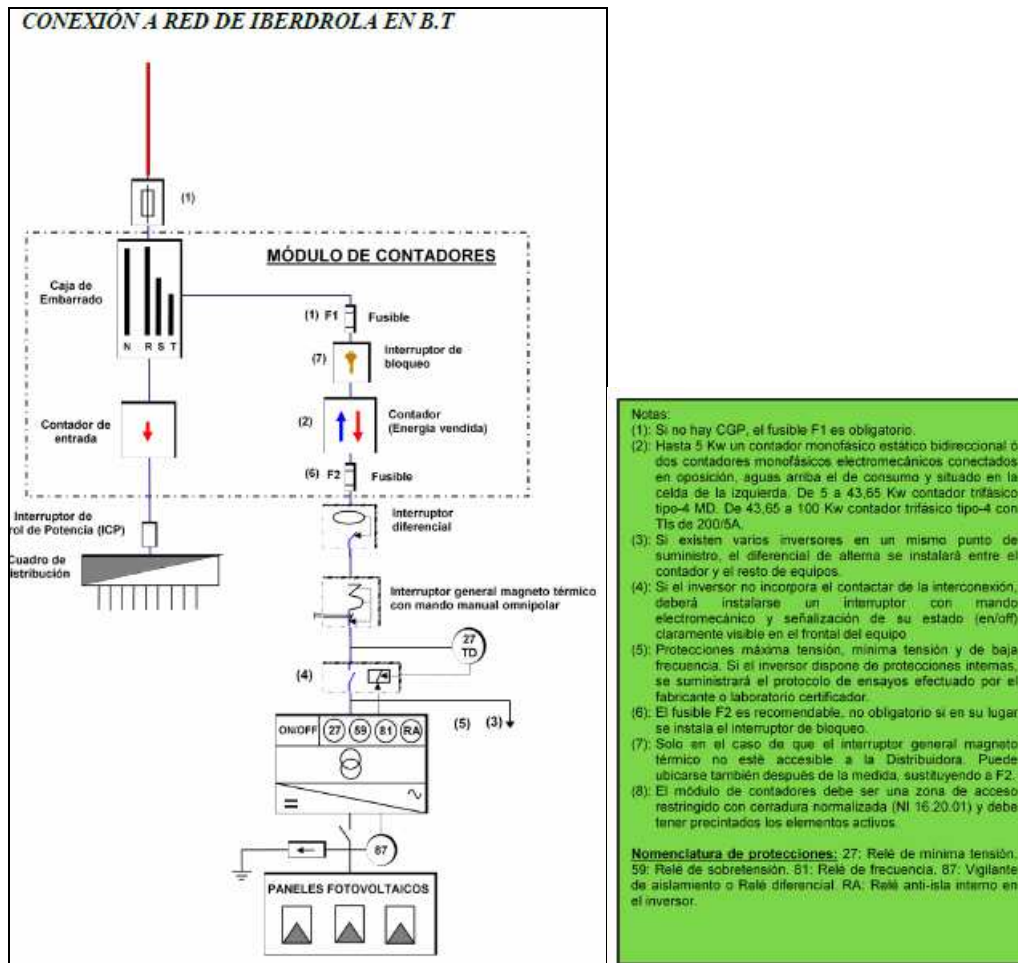 CONEXIÓN A RED DE IBERDROLA EN B.T
(1)
MÓDULO DE CONTADORES
Caja de
Embarrado
N R S T
(1) F1 Fusible
(7)
Interruptor de
bloqueo
Contador de
entrada
(2)
Contador
(Energía vendida)
(6) F2 Fusible
Interruptor de
rol de Potencia (ICP)
Interruptor
diferencial
Cuadro de
istribución
Interruptor general magneto térmico
con mando manual omnipolar
27
TD
(4)
ON/OFF 27 59 81 RA
(5) (3)
87
PANELES FOTOVOLTAICOS
Notas:
(1): Si no hay CGP, el fusible F1 es obligatorio.
(2): Hasta 5 Kw un contador monofásico estático bidireccional ó
dos contadores monofásicos electromecánicos conectados
en oposición, aguas arriba el de consumo y situado en la
celda de la izquierda. De 5 a 43,65 Kw contador trifásico
tipo-4 MD. De 43,65 a 100 Kw contador trifásico tipo-4 con
TIs de 200/5A.
(3): Si existen varios inversores en un mismo punto de
suministro, el diferencial de alterna se instalará entre el
contador y el resto de equipos.
(4): Si el inversor no incorpora el contactar de la interconexión,
deberá instalarse un interruptor con mando
electromecánico y señalización de su estado (en/off)
claramente visible en el frontal del equipo
(5): Protecciones máxima tensión, mínima tensión y de baja
frecuencia. Si el inversor dispone de protecciones internas,
se suministrará el protocolo de ensayos efectuado por el
fabricante o laboratorio certificador.
(6): El fusible F2 es recomendable, no obligatorio si en su lugar
se instala el interruptor de bloqueo.
(7): Solo en el caso de que el interruptor general magneto
térmico no esté accesible a la Distribuidora. Puede
ubicarse también después de la medida, sustituyendo a F2.
(8): El módulo de contadores debe ser una zona de acceso
restringido con cerradura normalizada (NI 16.20.01) y debe
tener precintados los elementos activos.
Nomenclatura de protecciones: 27: Relé de mínima tensión.
59: Relé de sobretensión. 81: Relé de frecuencia. 87: Vigilante
de aislamiento o Relé diferencial. RA: Relé anti-isla interno en
el inversor.